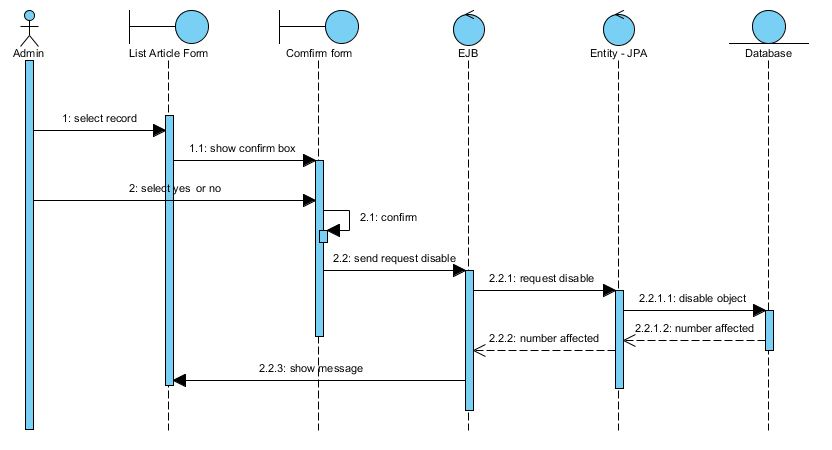 Admin
List Article Form
Comfirm form
EJB
Entity - JPA
Database
1: select record
1.1: show confirm box
2: select yes or no
2.1: confirm
2.2: send request disable
2.2.1: request disable
2.2.1.1: disable object
2.2.1.2: number affected
2.2.2: number affected
2.2.3: show message